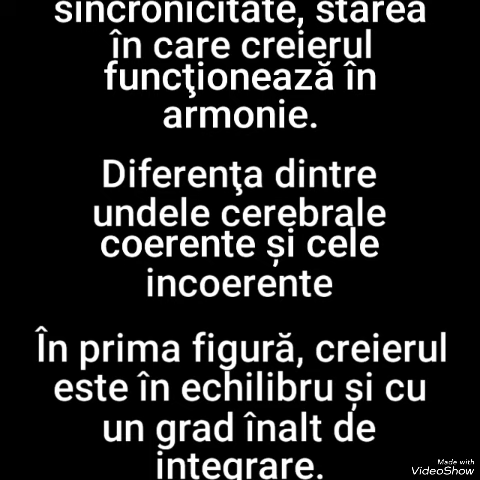 sincronicitate, starea
în care creierul
funcţionează în
armonie.
Diferenţa dintre
undele cerebrale
coerente și cele
incoerente
În prima figură, creierul
este în echilibru și cu
un grad înalt de
integrare.
Made with
VideoShow